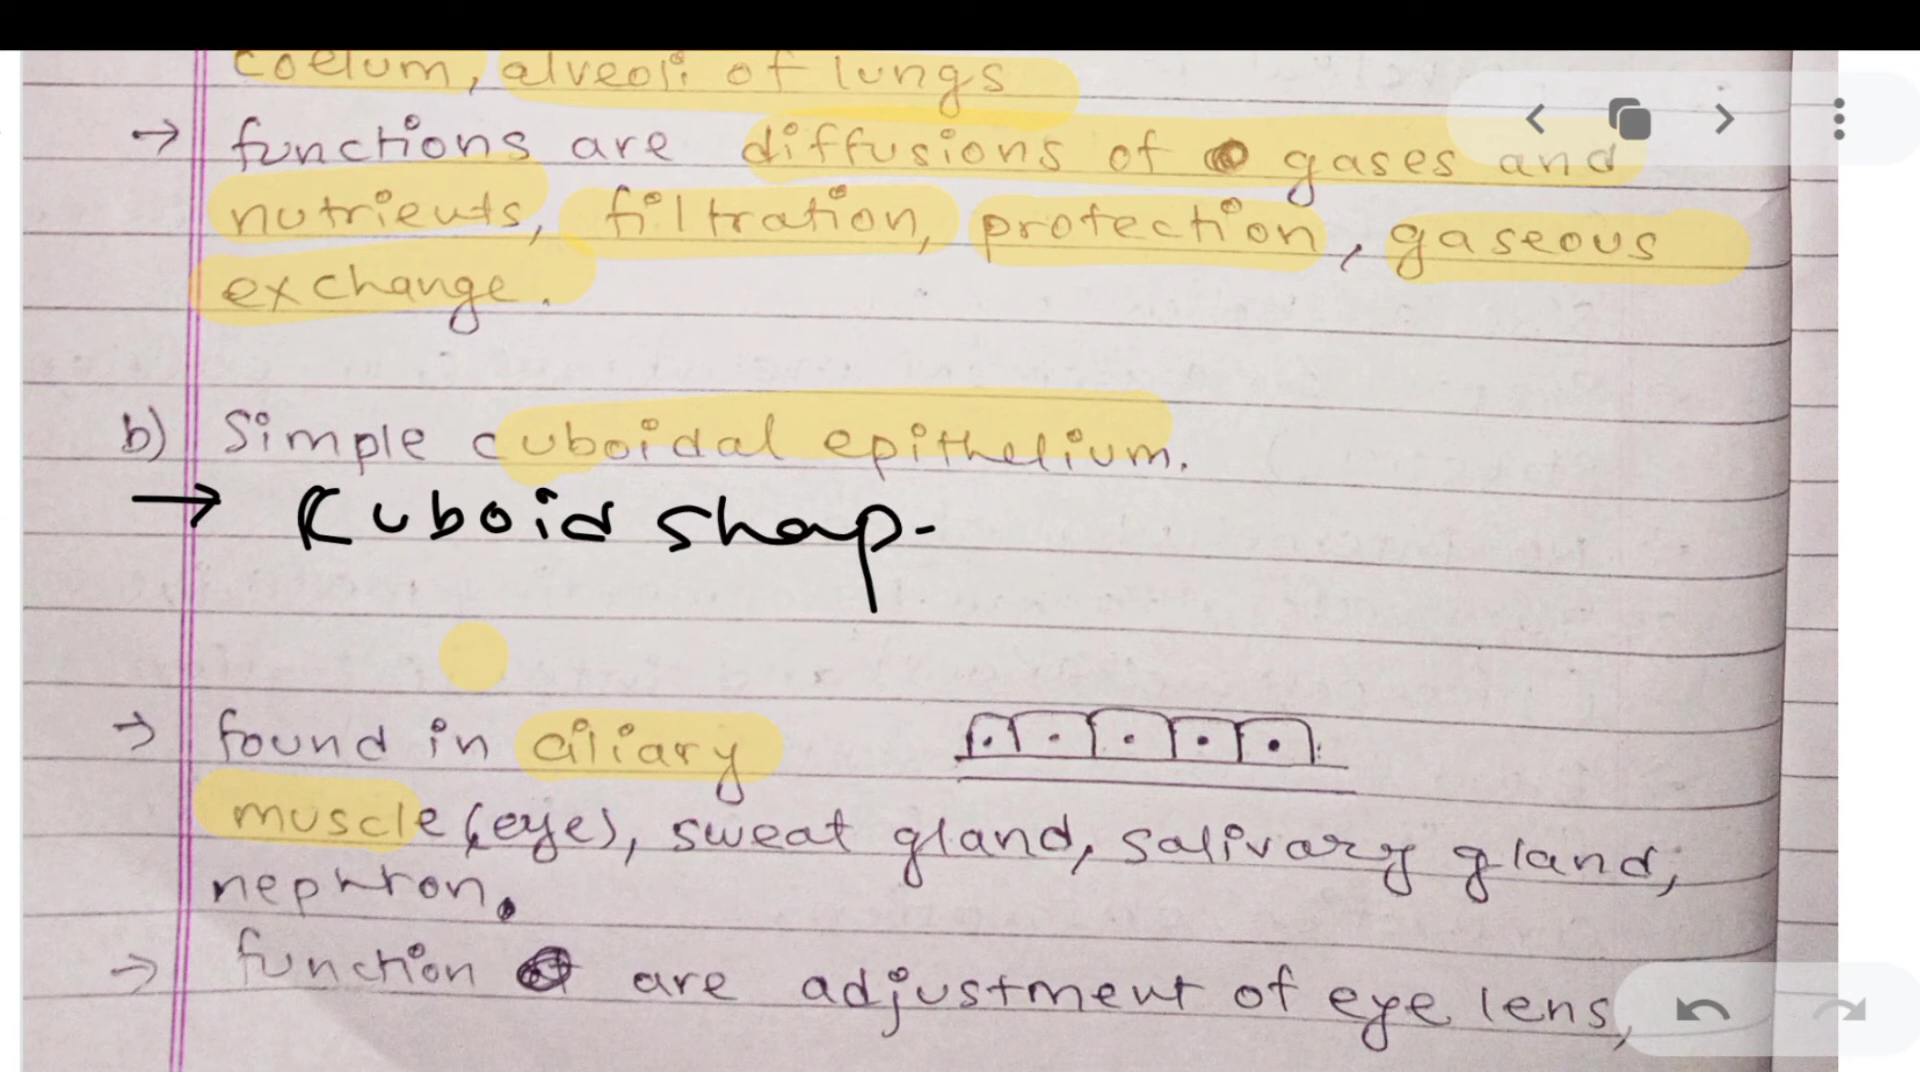 coelum, alveoli of lungs
→ functions are diffusions of gases and
nutrients, filtration, protection, gaseous
exchange.
b) Simple cuboidal epithelium.
→ Cuboid shap-
→ found in ciliary
muscle (eye), sweat gland, salivary gland,
nephron.
→ function are adjustment of eye lens,